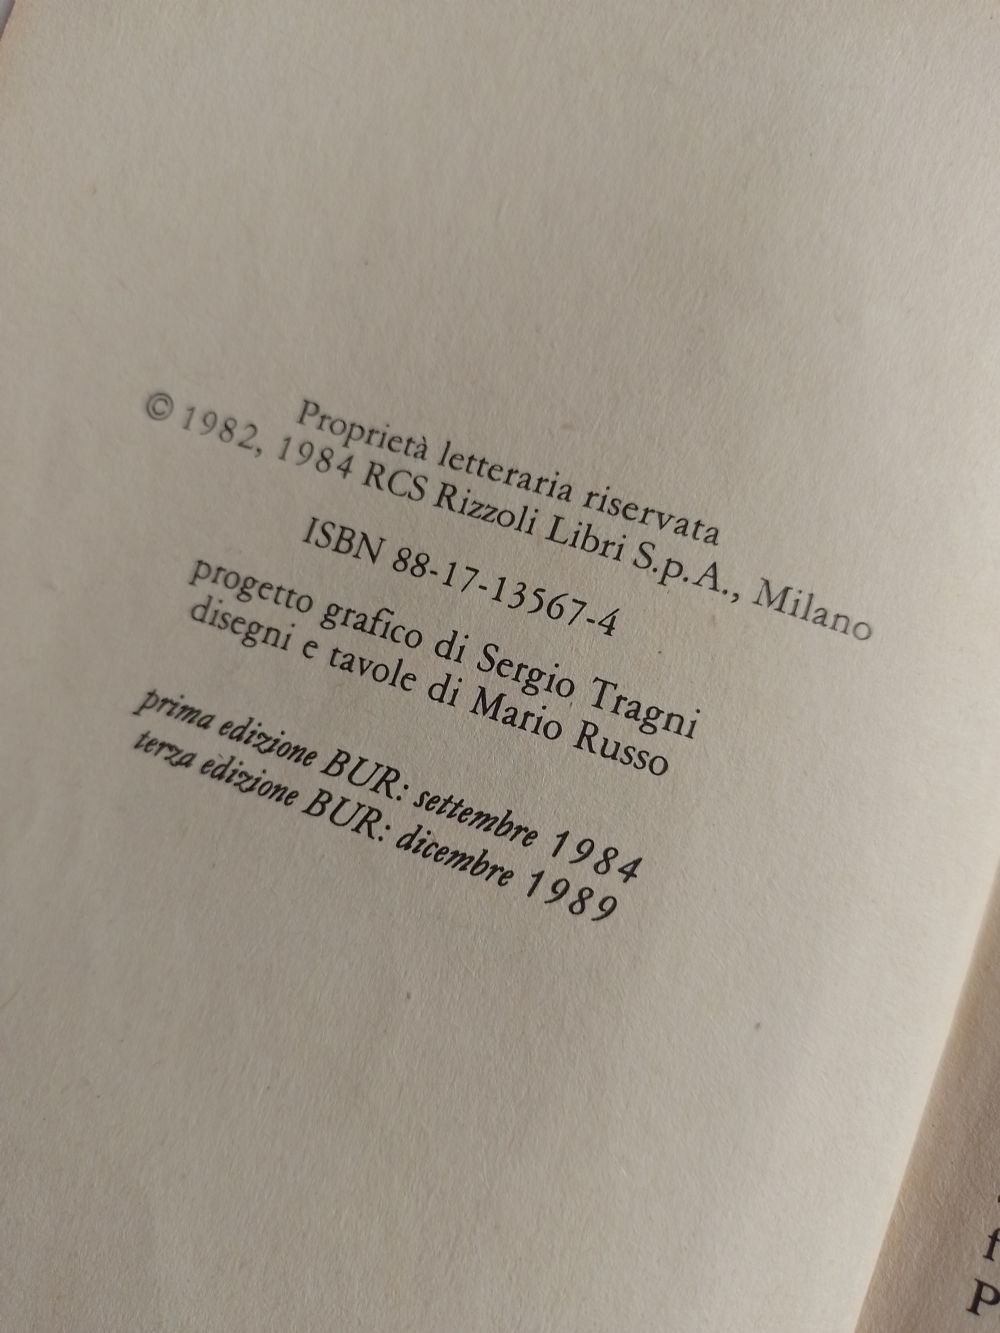 Proprietà letteraria riservata
© 1982, 1984 RCS Rizzoli Libri S.p.A., Milano
ISBN 88-17-13567-4
progetto grafico di Sergio Tragni
disegni e tavole di Mario Russo
prima edizione BUR: settembre 1984
terza edizione BUR: dicembre 1989